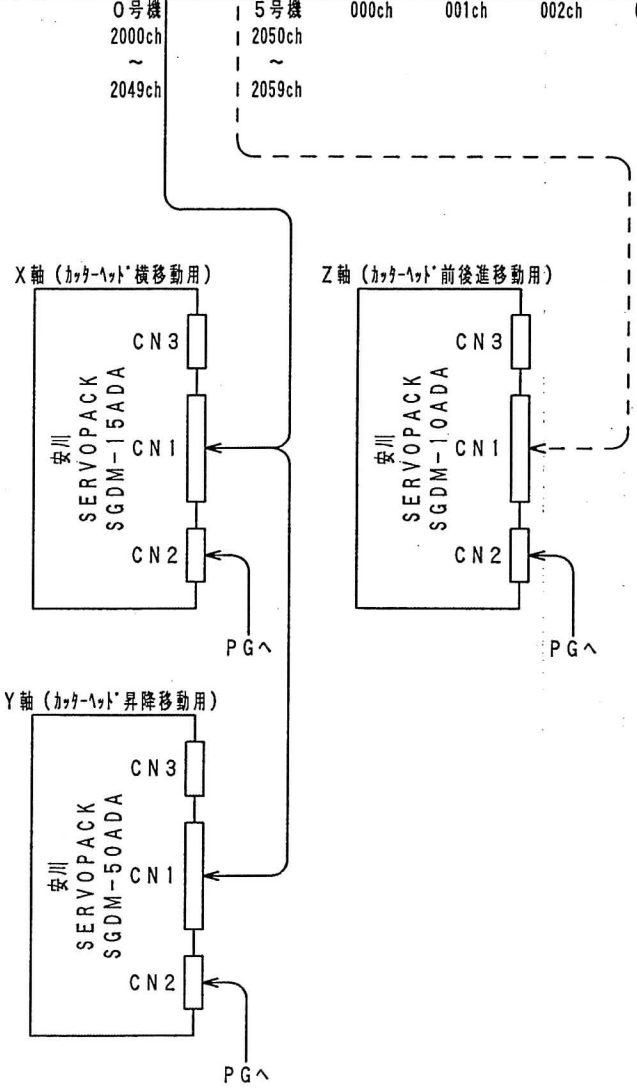 0号機
2000ch
~
2049ch
5号機
2050ch
~
2059ch
000ch
001ch
002ch
X軸 (ｶｯﾀｰﾍｯﾄﾞ横移動用)
CN3
安川
SERVOPACK
SGDM-15ADA
CN1
CN2
PGへ
Z軸 (ｶｯﾀｰﾍｯﾄﾞ前後進移動用)
CN3
安川
SERVOPACK
SGDM-10ADA
CN1
CN2
PGへ
Y軸 (ｶｯﾀｰﾍｯﾄﾞ昇降移動用)
CN3
安川
SERVOPACK
SGDM-50ADA
CN1
CN2
PGへ